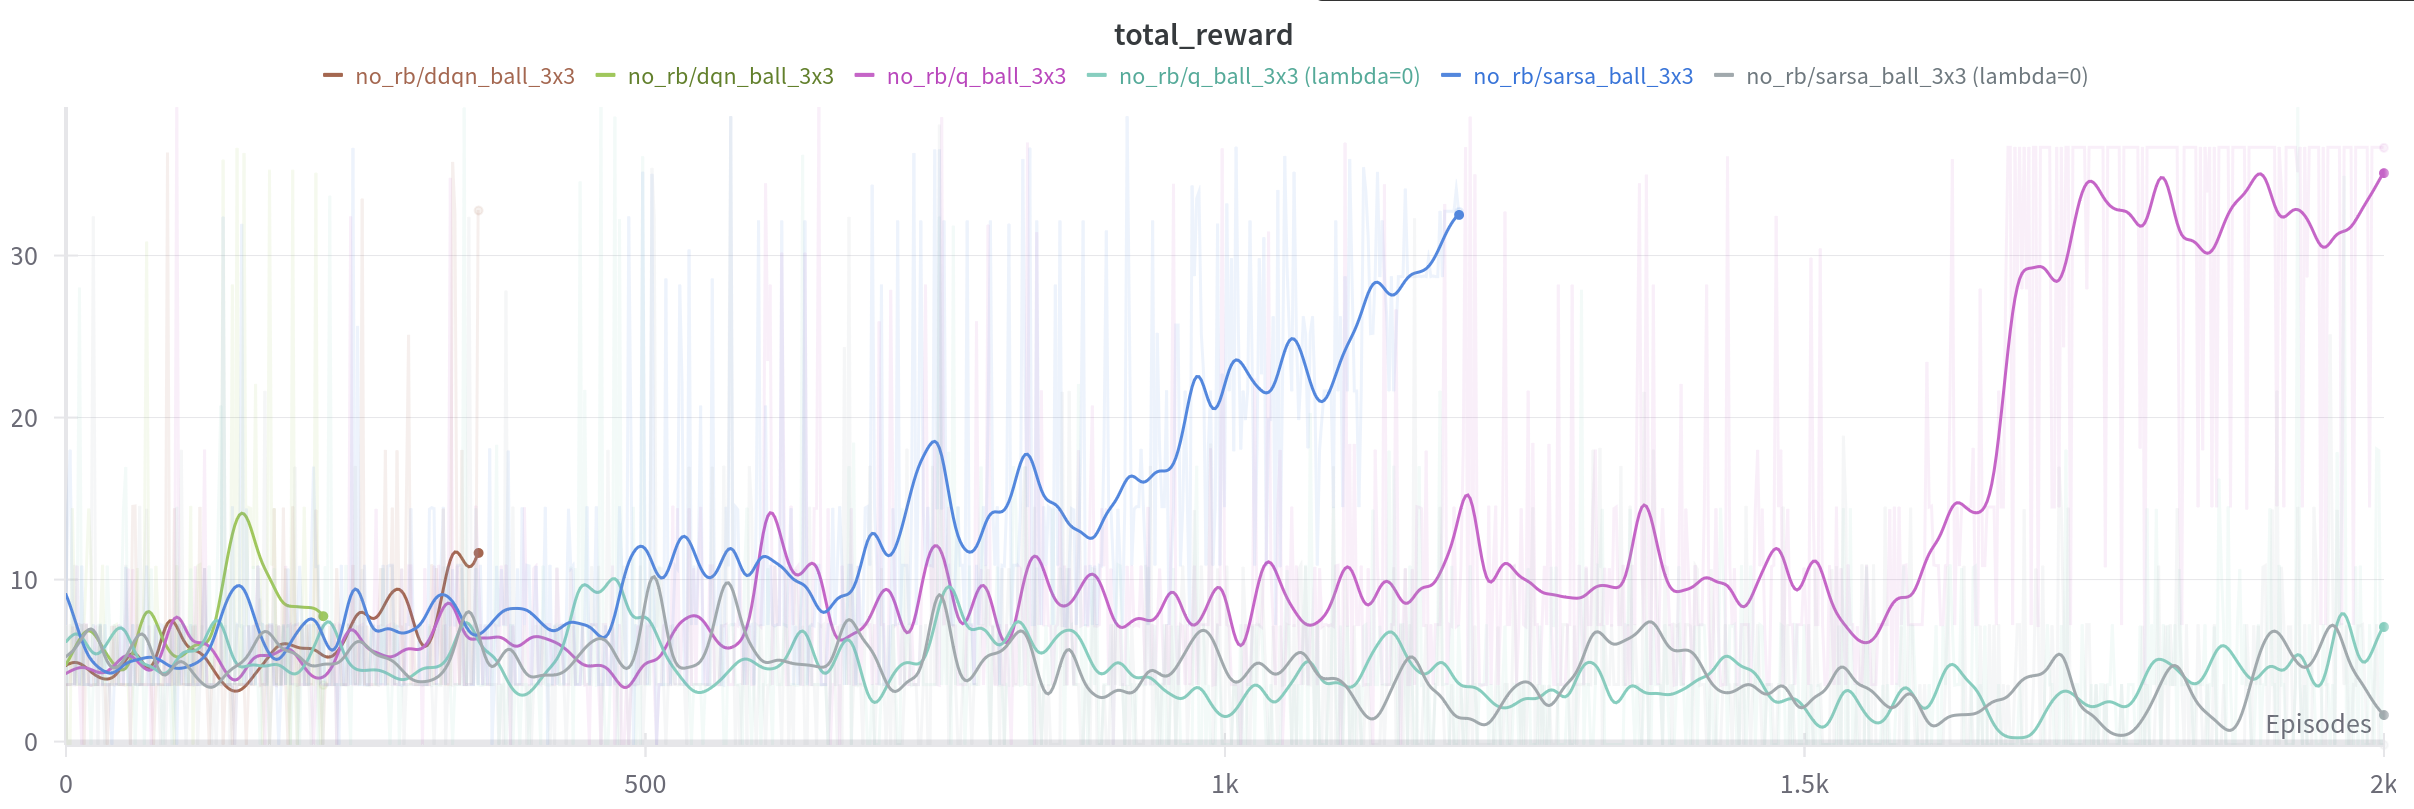 total_reward
no_rb/ddqn_ball_3x3 no_rb/dqn_ball_3x3 no_rb/q_ball_3x3 no_rb/q_ball_3x3 (lambda=0) no_rb/sarsa_ball_3x3 no_rb/sarsa_ball_3x3 (lambda=0)
30
20
10
0
Episodes
0 500 1k 1.5k 2k